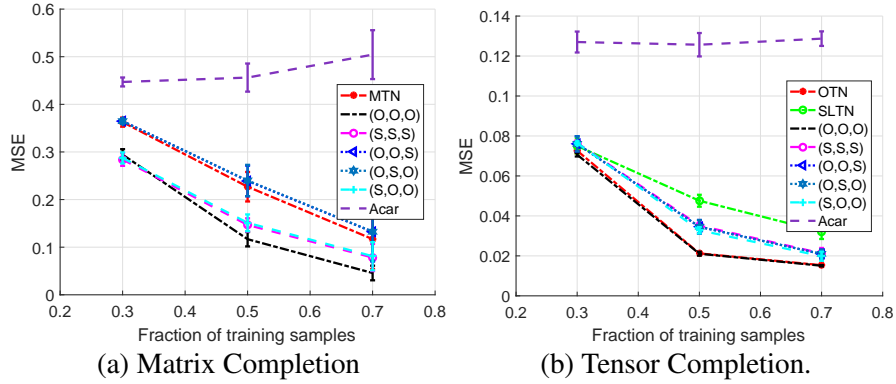 0.6
0.5
0.4
0.3
0.2
0.1
0
MSE
0.2 0.3 0.4 0.5 0.6 0.7 0.8
Fraction of training samples
MTN
(O,O,O)
(S,S,S)
(O,O,S)
(O,S,O)
(S,O,O)
Acar
(a) Matrix Completion
0.14
0.12
0.1
0.08
0.06
0.04
0.02
0
MSE
0.2 0.3 0.4 0.5 0.6 0.7 0.8
Fraction of training samples
OTN
SLTN
(O,O,O)
(S,S,S)
(O,O,S)
(O,S,O)
(S,O,O)
Acar
(b) Tensor Completion.